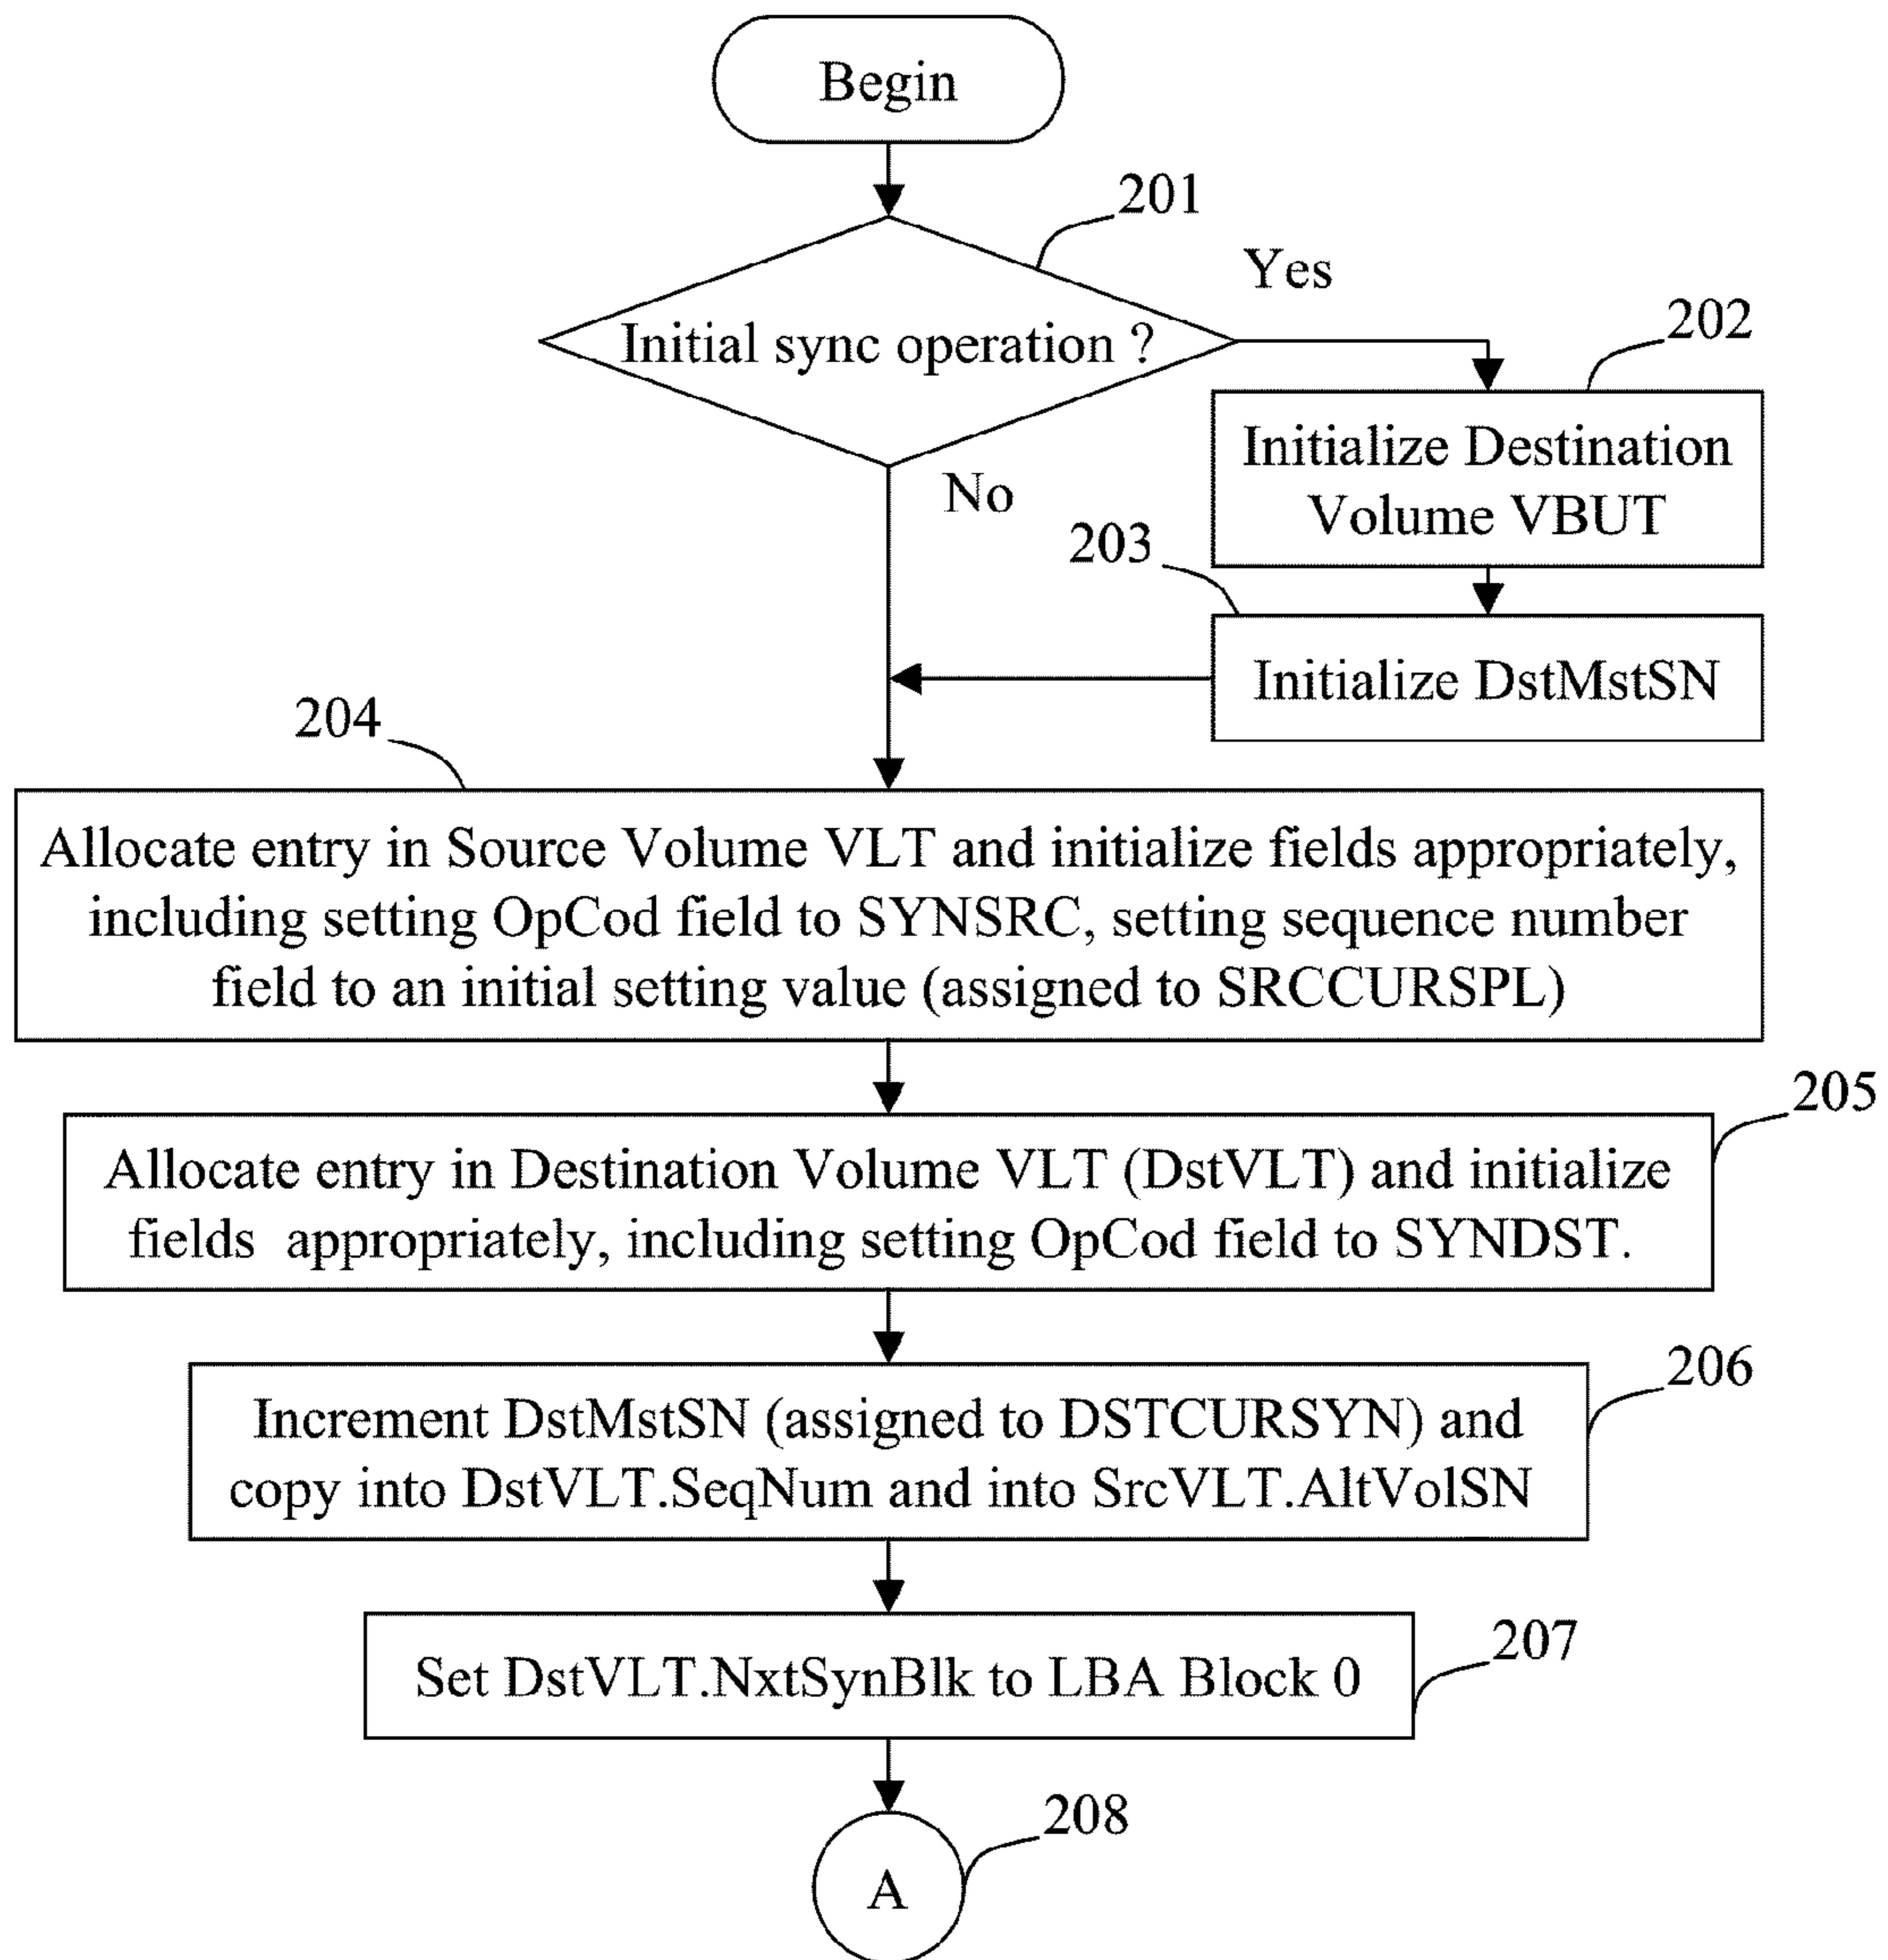 Begin
201
Initial sync operation ?
Yes
202
Initialize Destination
Volume VBUT
No
203
Initialize DstMstSN
204
Allocate entry in Source Volume VLT and initialize fields appropriately,
including setting OpCod field to SYNSRC, setting sequence number
field to an initial setting value (assigned to SRCCURSPL)
205
Allocate entry in Destination Volume VLT (DstVLT) and initialize
fields appropriately, including setting OpCod field to SYNDST.
206
Increment DstMstSN (assigned to DSTCURSYN) and
copy into DstVLT.SeqNum and into SrcVLT.AltVolSN
207
Set DstVLT.NxtSynBlk to LBA Block 0
208
A